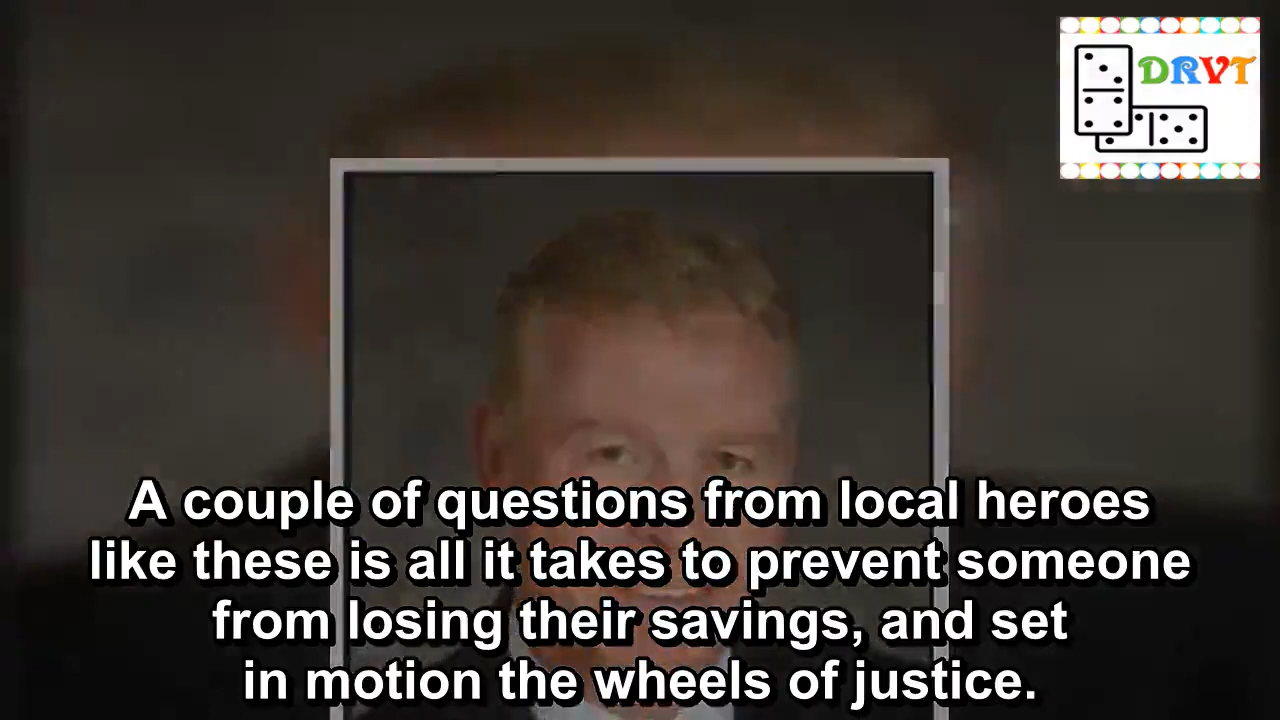 DRVT
A couple of questions from local heroes
like these is all it takes to prevent someone
from losing their savings, and set
in motion the wheels of justice.